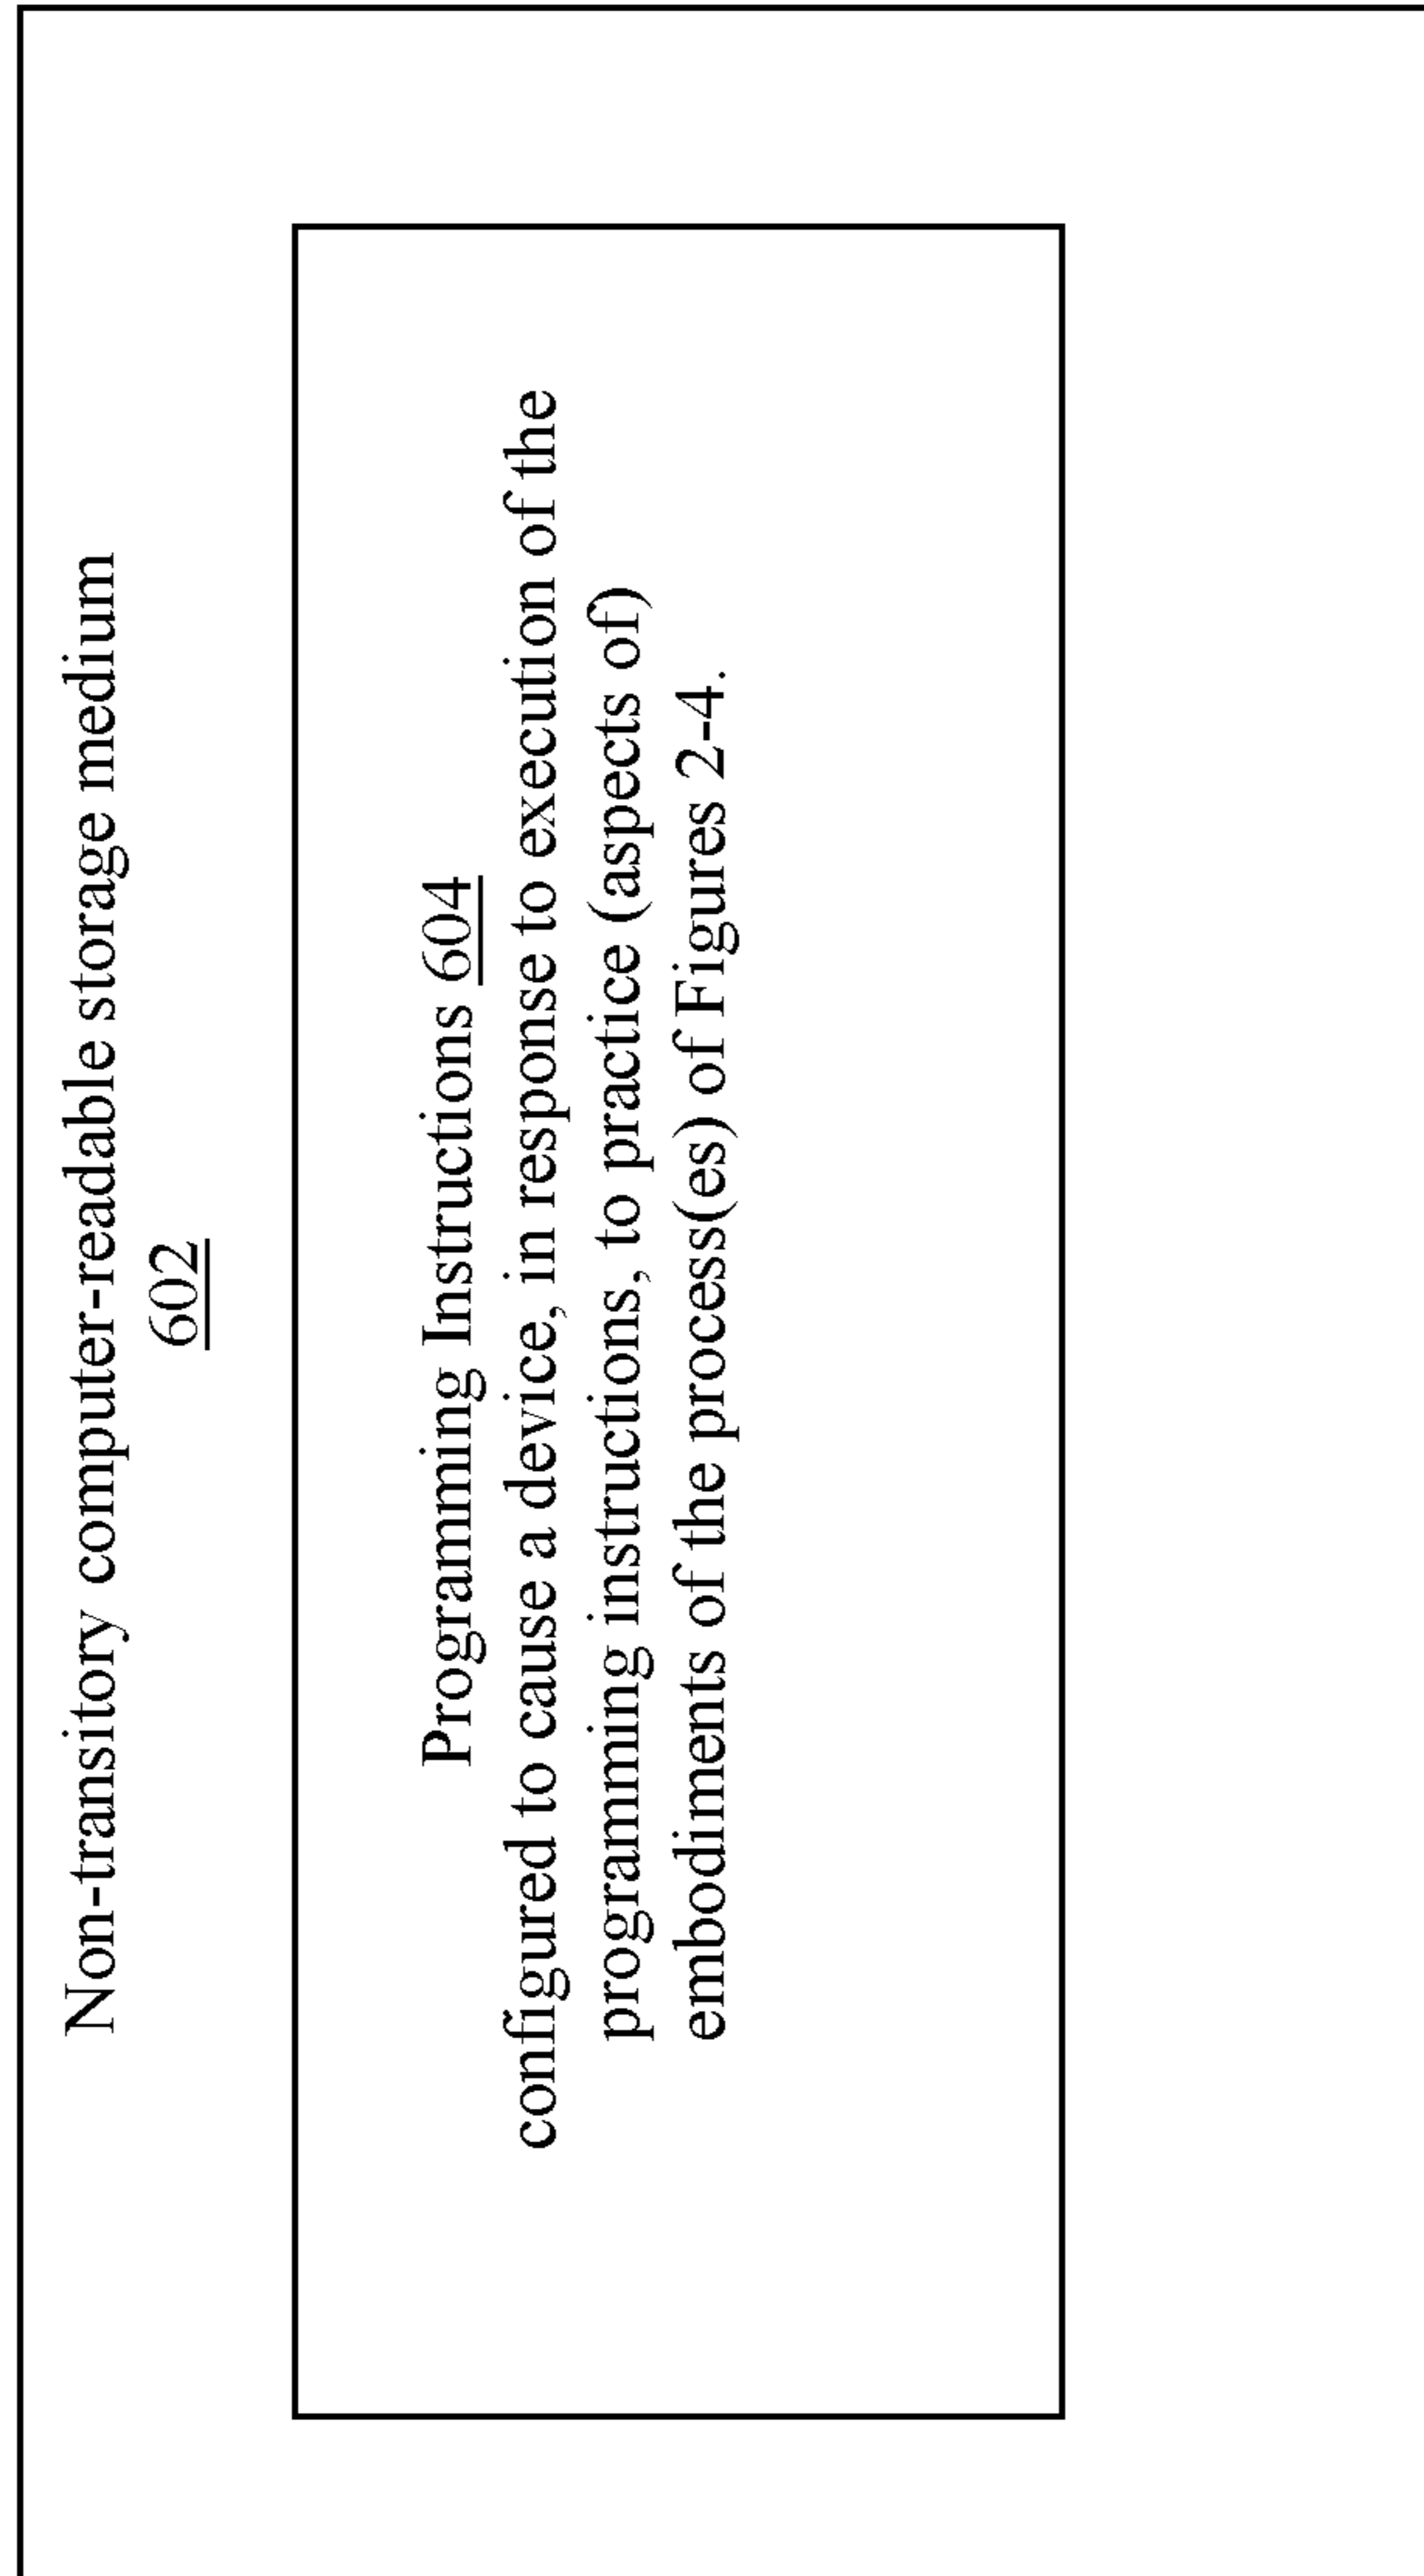 Non-transitory computer-readable storage medium
602
Programming Instructions 604
configured to cause a device, in response to execution of the
programming instructions, to practice (aspects of)
embodiments of the process(es) of Figures 2-4.